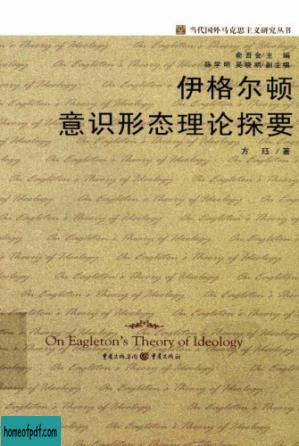 当代国外马克思主义研究丛书
俞吾金 主 编
陈学明 吴晓明 副主编
伊格尔顿
意识形态理论探要
方 珏／著
On Eagleton's Theory of Ideology
On Eagleton's Theory of Ideology
重庆出版集团 重庆出版社
homeofpdf.com